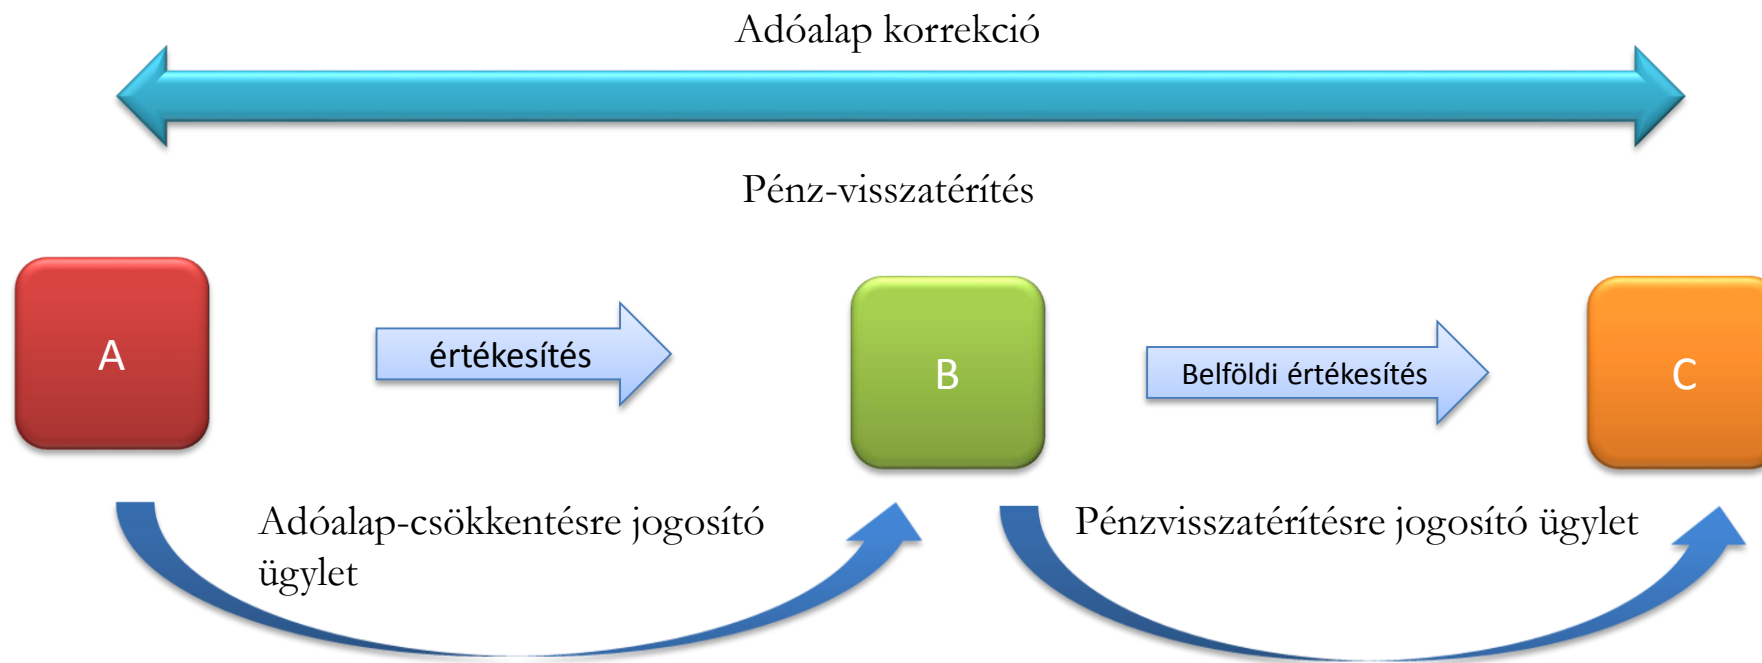 Adóalap korrekció
Pénz-visszatérítés
A
értékesítés
B
Belföldi értékesítés
C
Adóalap-csökkentésre jogosító
ügylet
Pénzvisszatérítésre jogosító ügylet